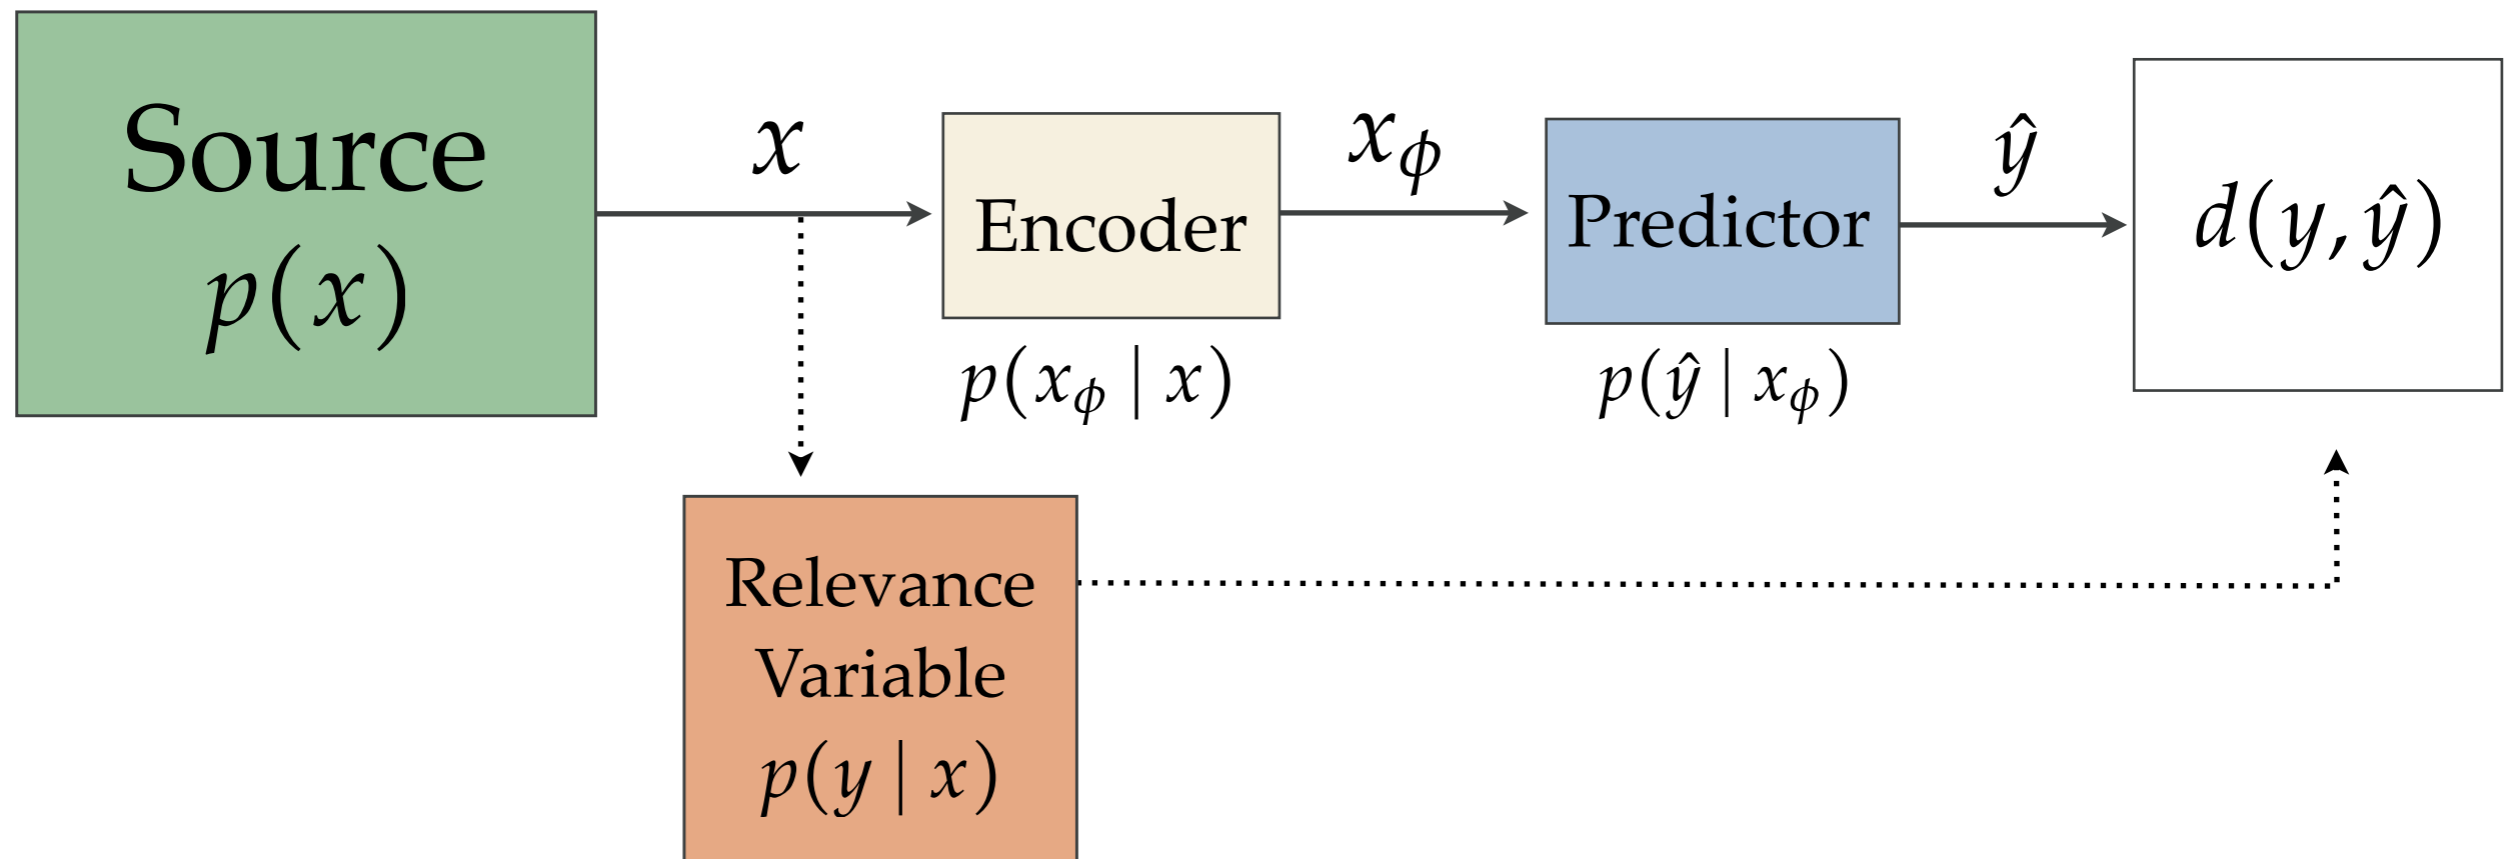 Source
p(x)
x
Encoder
p(x_ϕ | x)
x_ϕ
Predictor
p(ŷ | x_ϕ)
ŷ
d(y, ŷ)
Relevance
Variable
p(y | x)